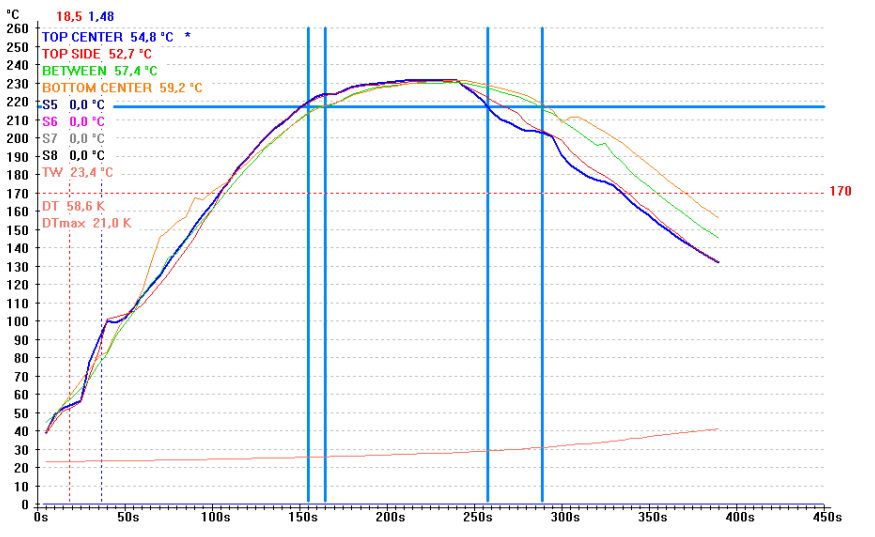 °C
18,5 1,48
260
TOP CENTER 54,8 °C *
250
TOP SIDE 52,7 °C
240
BETWEEN 57,4 °C
230
BOTTOM CENTER 59,2 °C
220
S5 0,0 °C
210
S6 0,0 °C
200
S7 0,0 °C
190
S8 0,0 °C
180
TW 23,4 °C
170
170
DT 58,6 K
160
DTmax 21,0 K
150
140
130
120
110
100
90
80
70
60
50
40
30
20
10
0
0s 50s 100s 150s 200s 250s 300s 350s 400s 450s